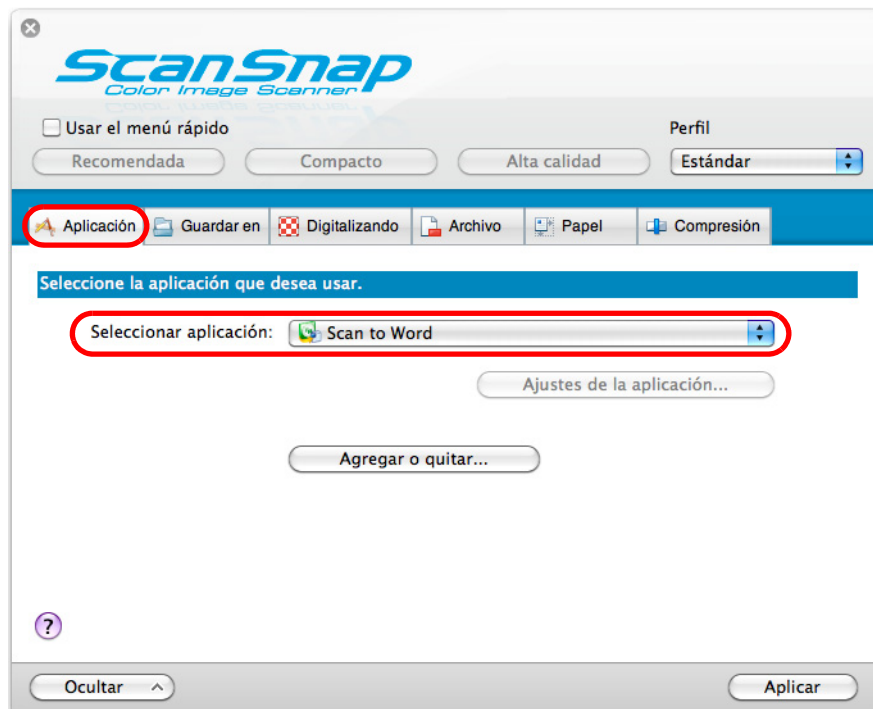 ScanSnap
Color Image Scanner
Usar el menú rápido
Perfil
Recomendada
Compacto
Alta calidad
Estándar
Aplicación
Guardar en
Digitalizando
Archivo
Papel
Compresión
Seleccione la aplicación que desea usar.
Seleccionar aplicación:
Scan to Word
Ajustes de la aplicación...
Agregar o quitar...
?
Ocultar
Aplicar